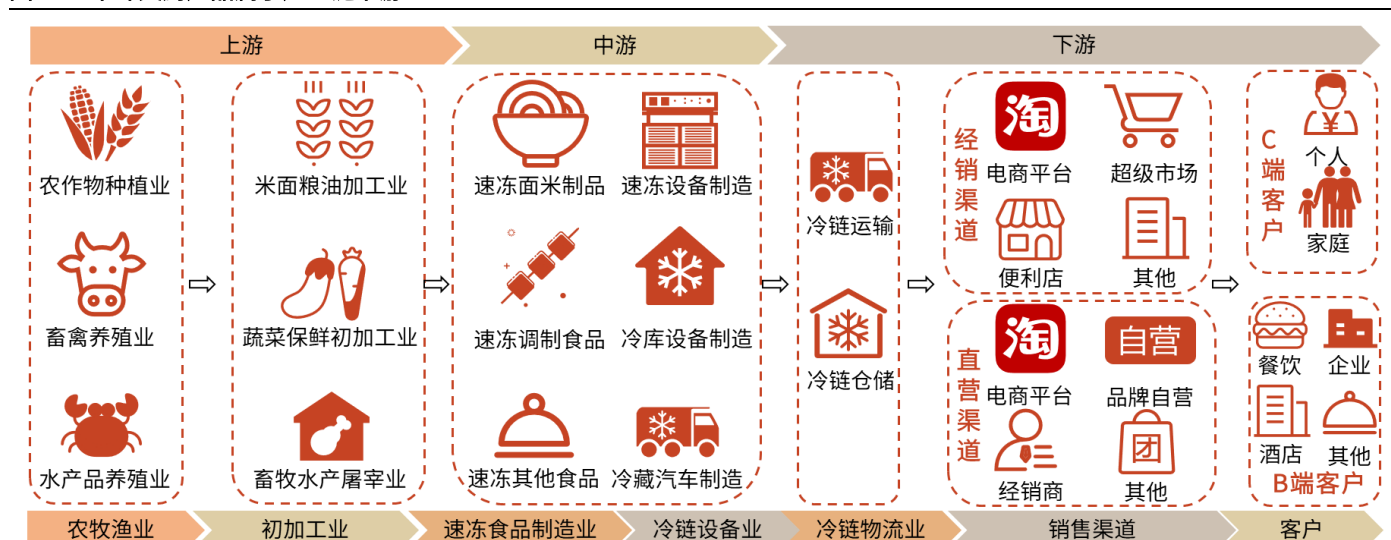 上游
中游
下游
农作物种植业
畜禽养殖业
水产品养殖业
米面粮油加工业
蔬菜保鲜初加工业
畜牧水产屠宰业
速冻面米制品
速冻设备制造
速冻调制食品
冷库设备制造
速冻其他食品
冷藏汽车制造
冷链运输
冷链仓储
经销渠道
淘
电商平台
超级市场
便利店
其他
直营渠道
淘
自营
电商平台
品牌自营
团
经销商
其他
C端客户
个人
家庭
餐饮
企业
酒店
其他
B端客户
农牧渔业
初加工业
速冻食品制造业
冷链设备业
冷链物流业
销售渠道
客户